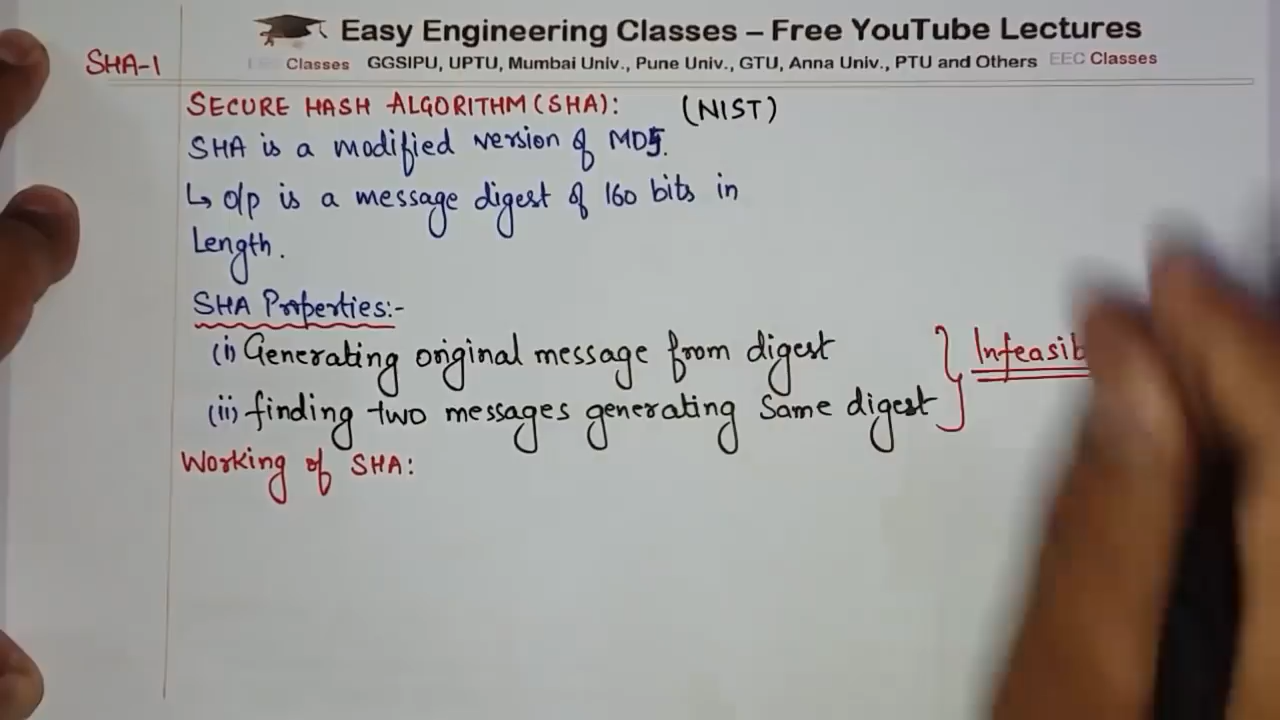 Easy Engineering Classes – Free YouTube Lectures
SHA-1
Classes GGSIPU, UPTU, Mumbai Univ., Pune Univ., GTU, Anna Univ., PTU and Others EEC Classes
SECURE HASH ALGORITHM (SHA): (NIST)
SHA is a modified version of MD5.
↳ o/p is a message digest of 160 bits in
Length.
SHA Properties:-
(i) Generating original message from digest
(ii) finding two messages generating Same digest
} Infeasib
Working of SHA: